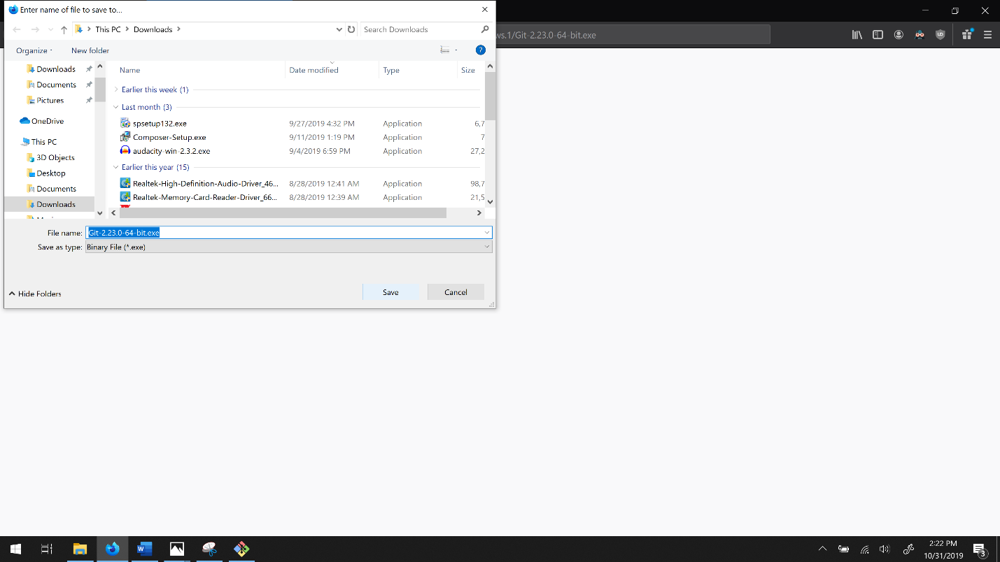 Enter name of file to save to...
This PC Downloads
Search Downloads
ws.1/Git-2.23.0-64-bit.exe
Organize
New folder
Downloads
Documents
Pictures
OneDrive
This PC
3D Objects
Desktop
Documents
Downloads
Name Date modified Type Size
Earlier this week (1)
Last month (3)
spsetup132.exe 9/27/2019 4:32 PM Application 6,7
Composer-Setup.exe 9/11/2019 1:19 PM Application 7
audacity-win-2.3.2.exe 9/4/2019 6:59 PM Application 27,2
Earlier this year (15)
Realtek-High-Definition-Audio-Driver_46... 8/28/2019 12:41 AM Application 98,7
Realtek-Memory-Card-Reader-Driver_66... 8/28/2019 12:39 AM Application 21,5
File name: Git-2.23.0-64-bit.exe
Save as type: Binary File (*.exe)
Hide Folders
Save
Cancel
2:22 PM
10/31/2019
3